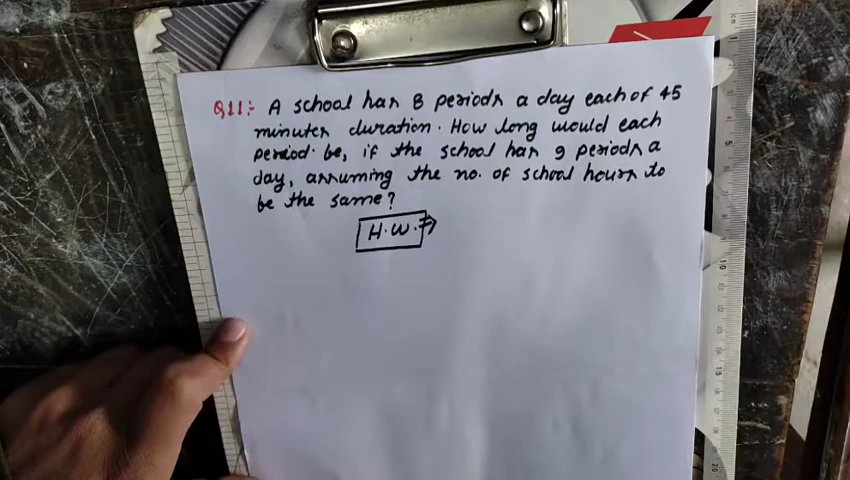 Q11:- A school has 8 periods a day each of 45
minutes duration. How long would each
period be, if the school has 9 periods a
day, assuming the no. of school hours to
be the same?
H.W.